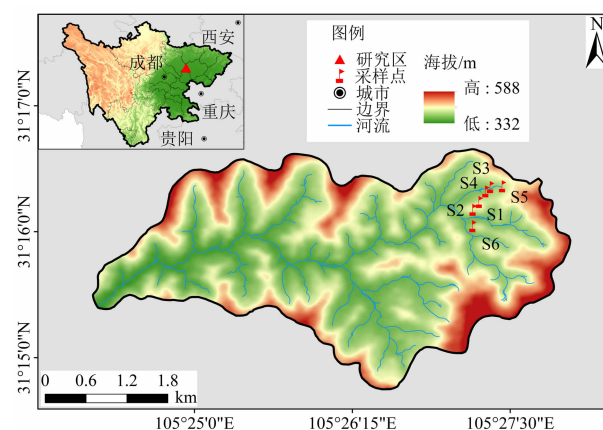 西安
成都
重庆
贵阳
图例
研究区
采样点
城市
边界
河流
海拔/m
高：588
低：332
N
31°17′0″N
31°16′0″N
31°15′0″N
S3
S4
S5
S2
S1
S6
0 0.6 1.2 1.8
km
105°25′0″E 105°26′15″E 105°27′30″E